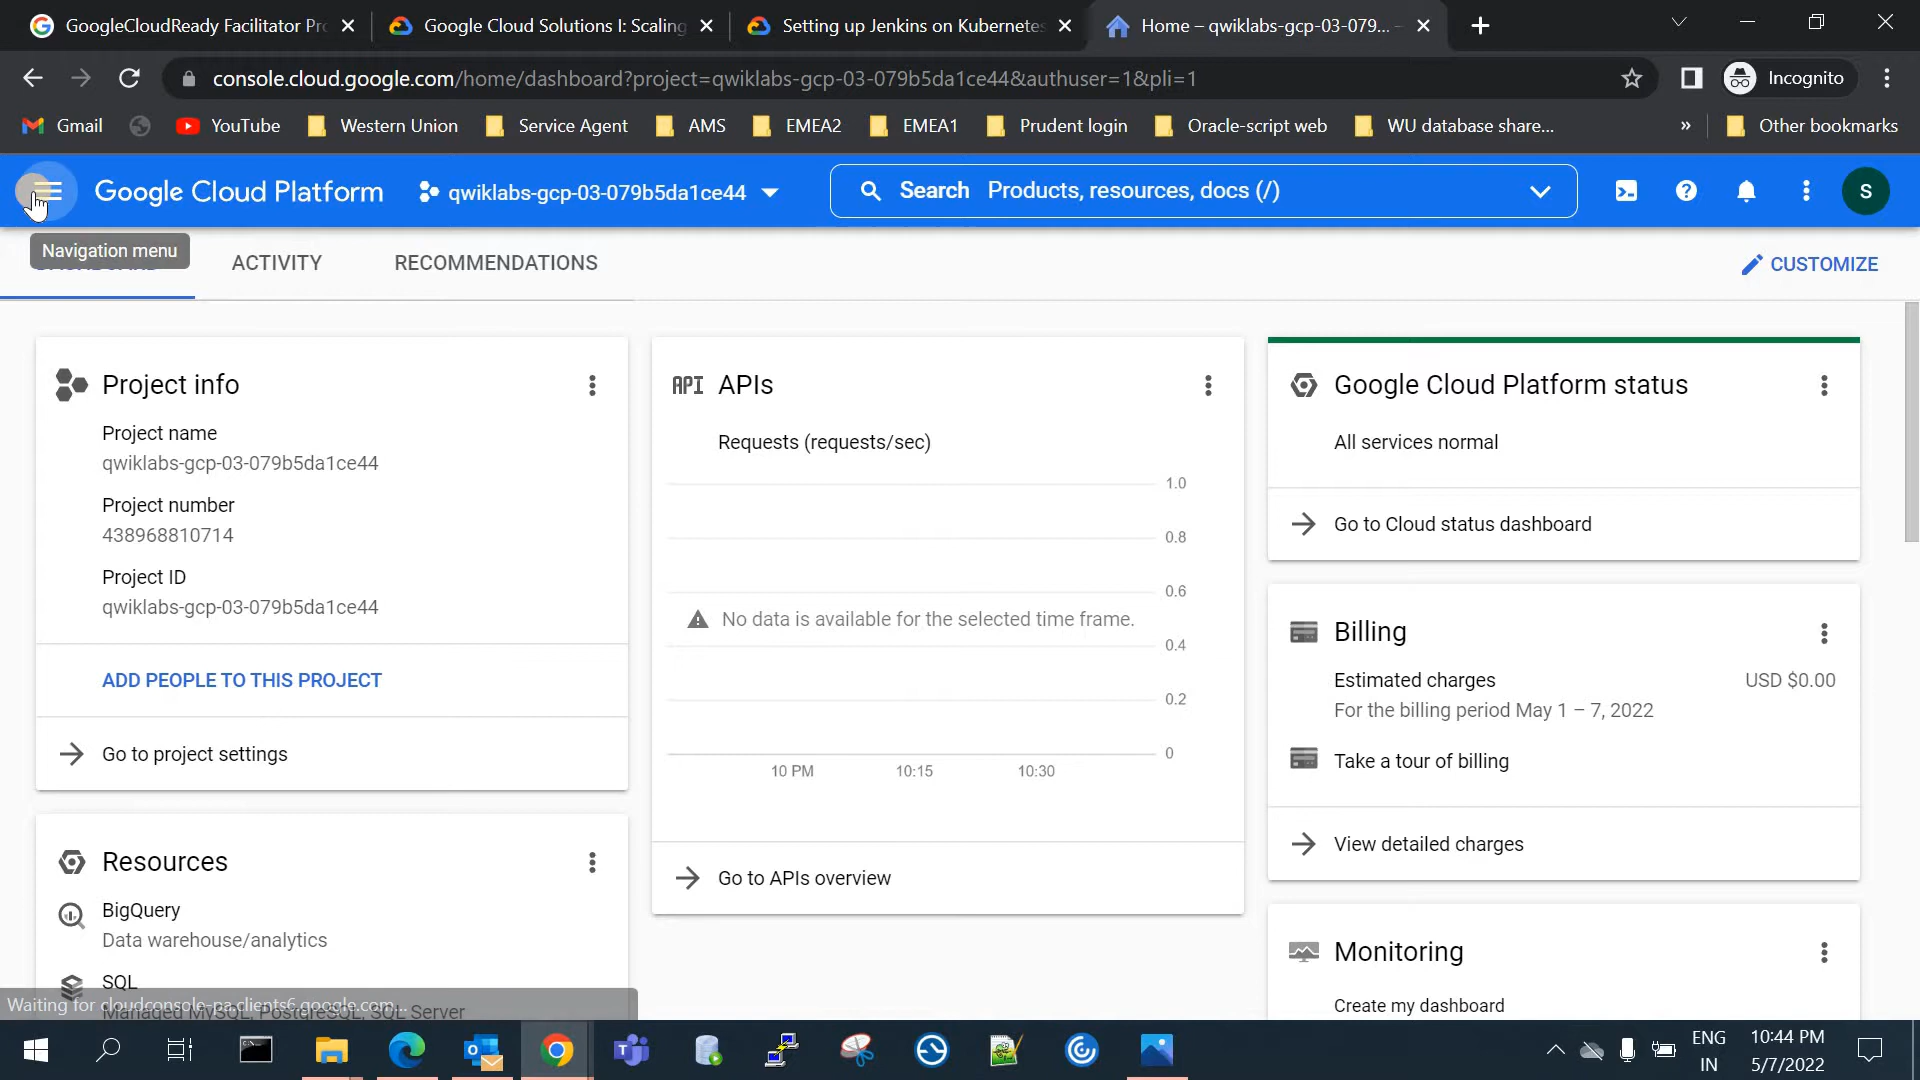 GoogleCloudReady Facilitator Pr
Google Cloud Solutions I: Scaling
Setting up Jenkins on Kubernetes
Home – qwiklabs-gcp-03-079... –
console.cloud.google.com/home/dashboard?project=qwiklabs-gcp-03-079b5da1ce44&authuser=1&pli=1
Incognito
Gmail
YouTube
Western Union
Service Agent
AMS
EMEA2
EMEA1
Prudent login
Oracle-script web
WU database share...
»
Other bookmarks
Google Cloud Platform
qwiklabs-gcp-03-079b5da1ce44
Search Products, resources, docs (/)
S
Navigation menu
ACTIVITY
RECOMMENDATIONS
CUSTOMIZE
Project info
Project name
qwiklabs-gcp-03-079b5da1ce44
Project number
438968810714
Project ID
qwiklabs-gcp-03-079b5da1ce44
ADD PEOPLE TO THIS PROJECT
Go to project settings
Resources
BigQuery
Data warehouse/analytics
SQL
Managed MySQL, PostgreSQL, SQL Server
Waiting for cloudconsole-pa.clients6.google.com...
API APIs
Requests (requests/sec)
1.0
0.8
0.6
No data is available for the selected time frame.
0.4
0.2
0
10 PM 10:15 10:30
Go to APIs overview
Google Cloud Platform status
All services normal
Go to Cloud status dashboard
Billing
Estimated charges USD $0.00
For the billing period May 1 – 7, 2022
Take a tour of billing
View detailed charges
Monitoring
Create my dashboard
ENG
IN
10:44 PM
5/7/2022